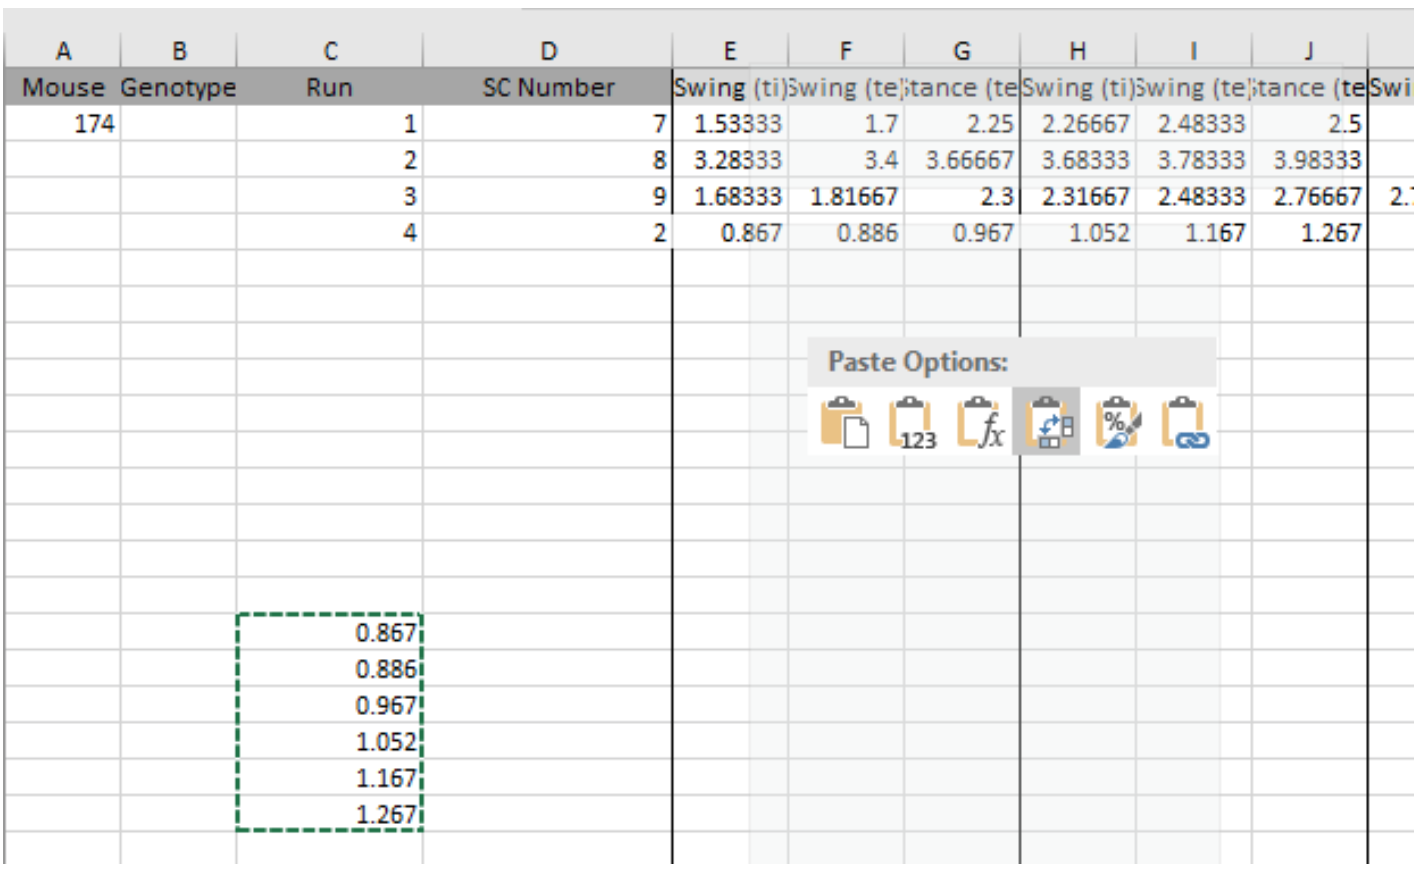 A B C D E F G H I J
Mouse Genotype Run SC Number Swing (ti) Swing (te) Stance (te Swing (ti) Swing (te) Stance (te Swi
174 1 7 1.53333 1.7 2.25 2.26667 2.48333 2.5
2 8 3.28333 3.4 3.66667 3.68333 3.78333 3.98333
3 9 1.68333 1.81667 2.3 2.31667 2.48333 2.76667 2.
4 2 0.867 0.886 0.967 1.052 1.167 1.267
Paste Options:
123 fx %
0.867
0.886
0.967
1.052
1.167
1.267